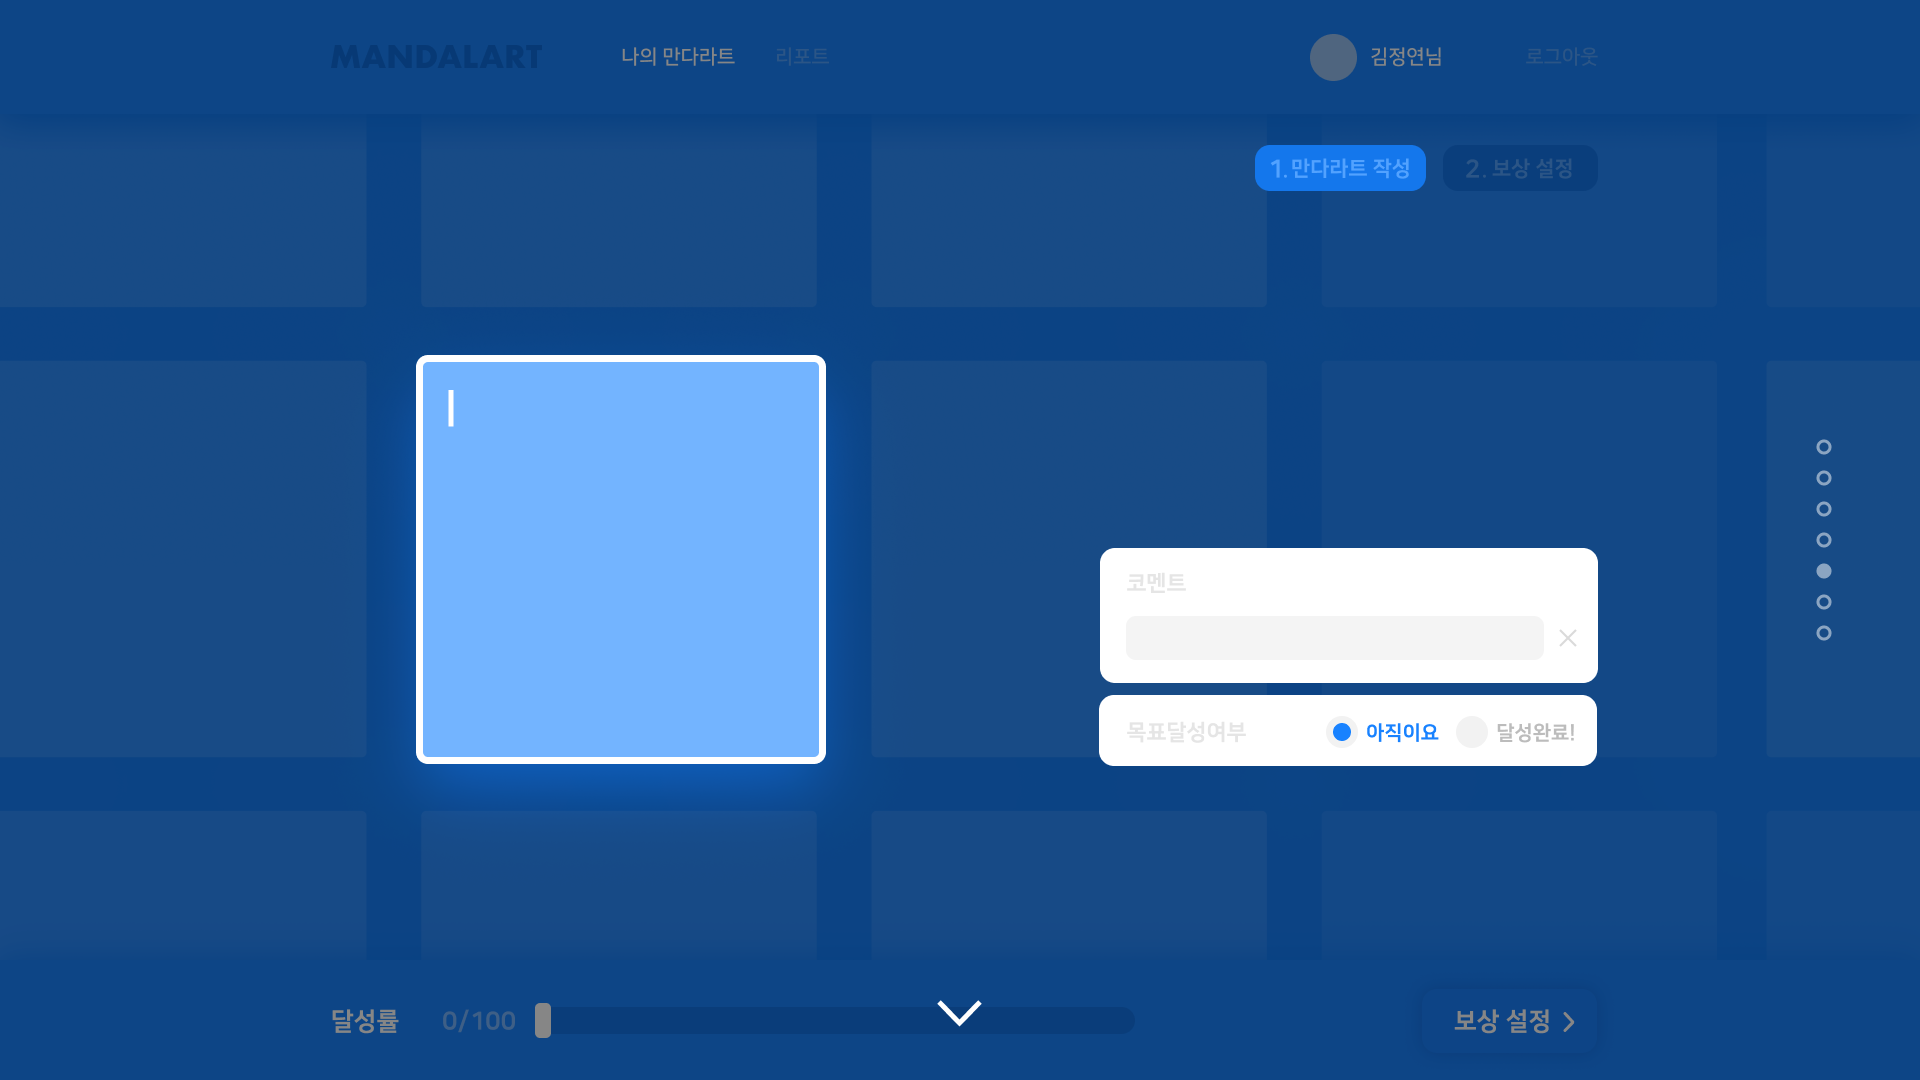 MANDALART 나의 만다라트 리포트 김정연님 로그아웃
1. 만다라트 작성 2. 보상 설정
코멘트
목표달성여부 아직이요 달성완료!
달성률 0/100 보상 설정